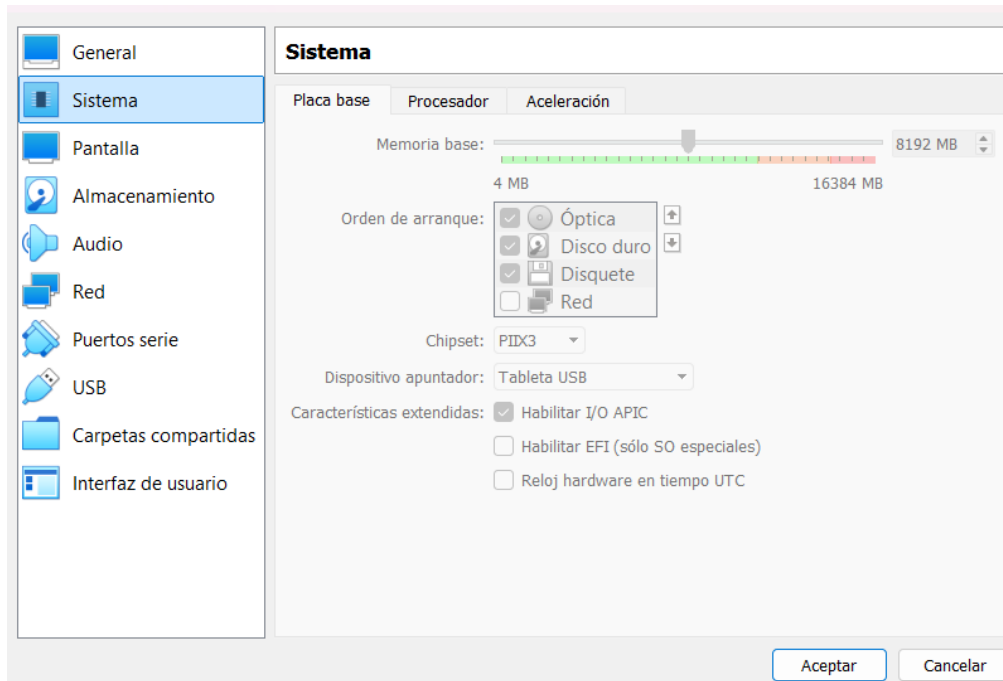 General
Sistema
Pantalla
Almacenamiento
Audio
Red
Puertos serie
USB
Carpetas compartidas
Interfaz de usuario
Sistema
Placa base Procesador Aceleración
Memoria base: 8192 MB
4 MB 16384 MB
Orden de arranque: Óptica
Disco duro
Disquete
Red
Chipset: PIIX3
Dispositivo apuntador: Tableta USB
Características extendidas: Habilitar I/O APIC
Habilitar EFI (sólo SO especiales)
Reloj hardware en tiempo UTC
Aceptar Cancelar